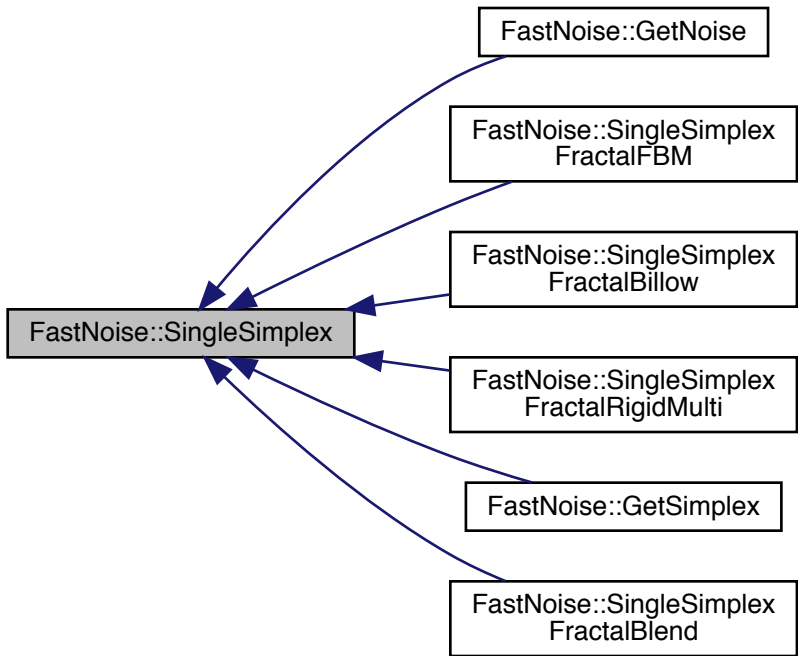 FastNoise::GetNoise
FastNoise::SingleSimplex
FractalFBM
FastNoise::SingleSimplex
FractalBillow
FastNoise::SingleSimplex
FastNoise::SingleSimplex
FractalRigidMulti
FastNoise::GetSimplex
FastNoise::SingleSimplex
FractalBlend